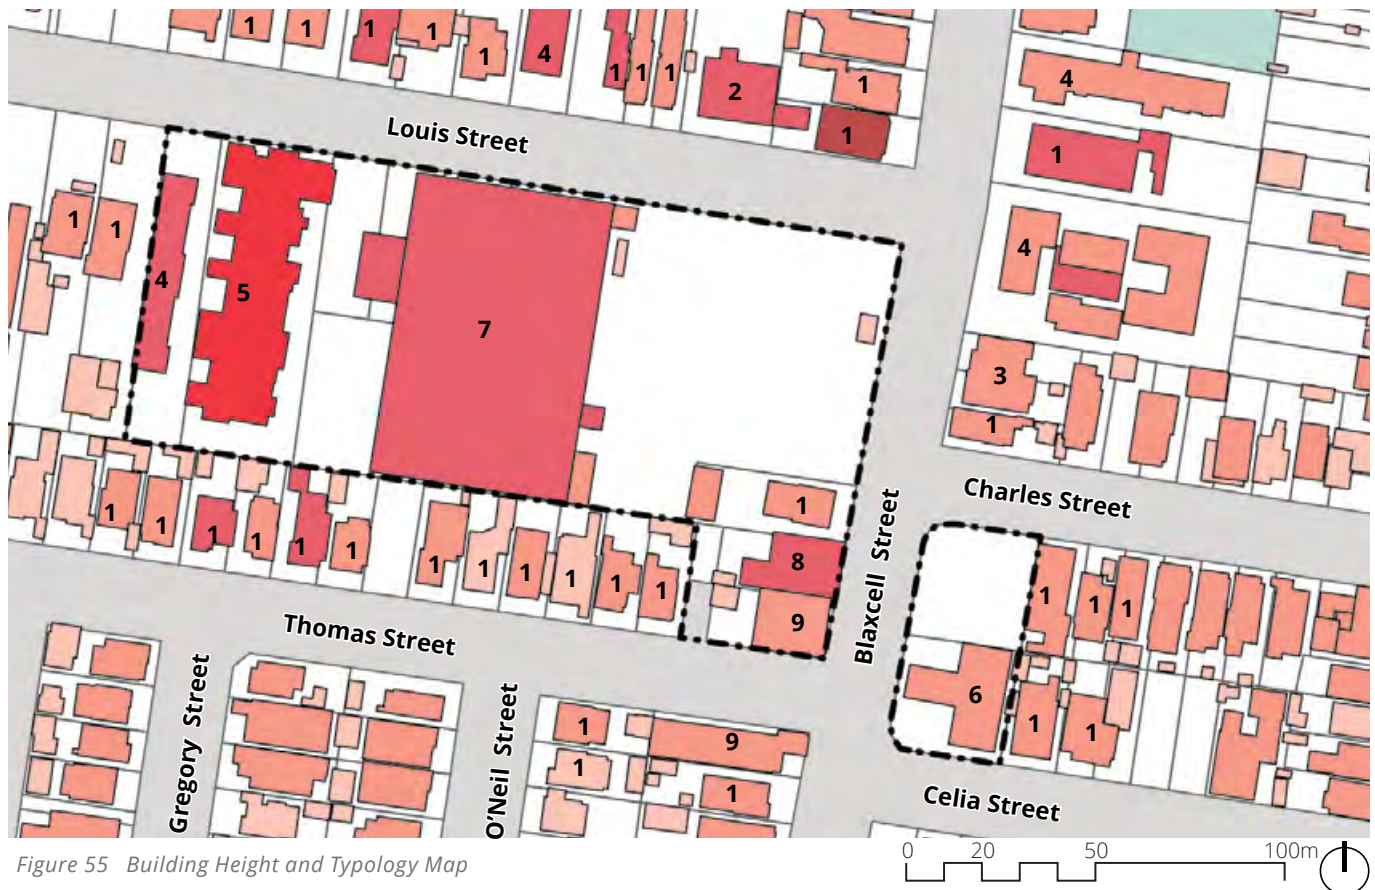 1 1 1 1 1 4 1 1 1 2 1 1 4
Louis Street
1
1 1 4 5 7 4
3
1
1 1 1 1 1 1 1 1 1 1 1 1 1 1
8
9
Charles Street
Blaxcell Street
1 1 1
6
1 1
Thomas Street
Gregory Street
O'Neil Street
1 9
1 1
Celia Street
Figure 55 Building Height and Typology Map
0 20 50 100m